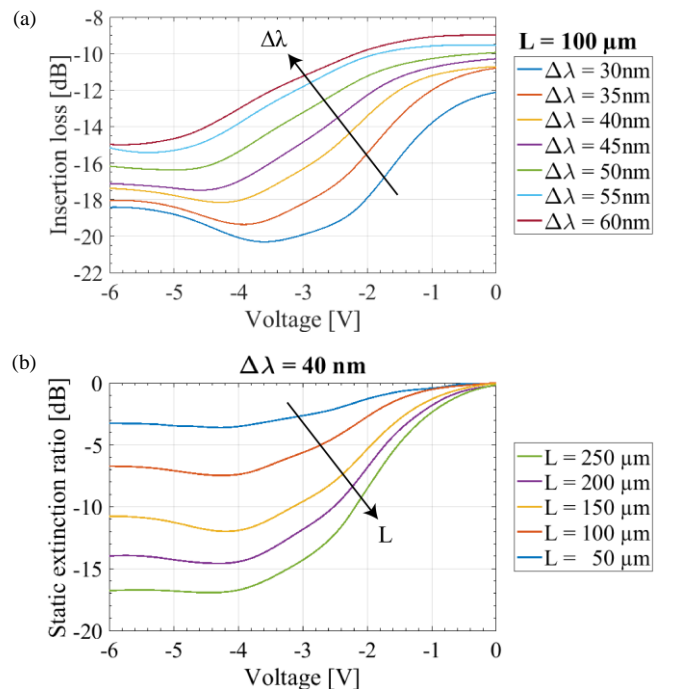 (a)
-8
-10
-12
-14
-16
-18
-20
-22
Insertion loss [dB]
Δλ
-6 -5 -4 -3 -2 -1 0
Voltage [V]
L = 100 µm
Δλ = 30nm
Δλ = 35nm
Δλ = 40nm
Δλ = 45nm
Δλ = 50nm
Δλ = 55nm
Δλ = 60nm
(b)
Δλ = 40 nm
0
-5
-10
-15
-20
Static extinction ratio [dB]
L
-6 -5 -4 -3 -2 -1 0
Voltage [V]
L = 250 µm
L = 200 µm
L = 150 µm
L = 100 µm
L = 50 µm